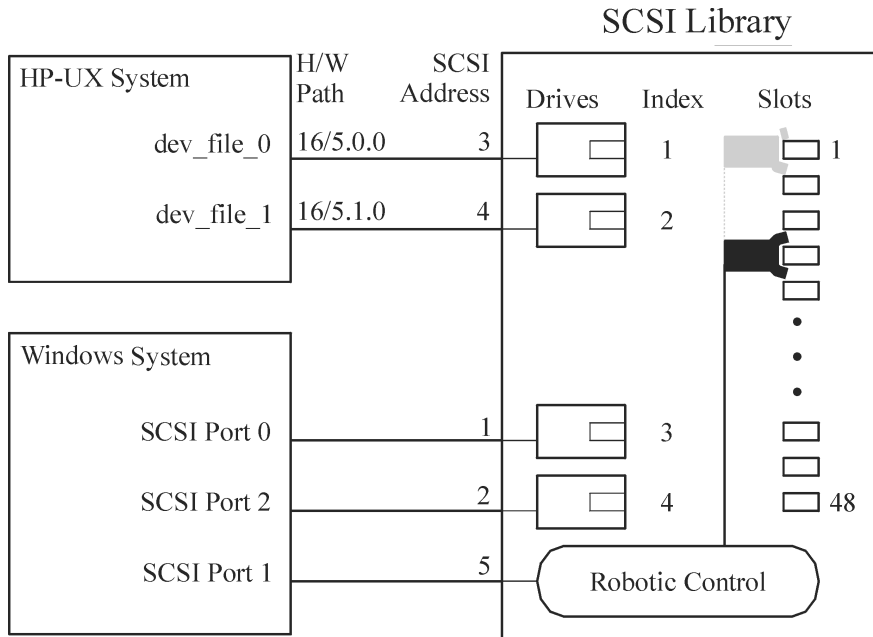 SCSI Library
HP-UX System
H/W Path
SCSI Address
Drives Index Slots
dev_file_0 16/5.0.0 3 1 1
dev_file_1 16/5.1.0 4 2
Windows System
SCSI Port 0 1 3
SCSI Port 2 2 4 48
SCSI Port 1 5 Robotic Control